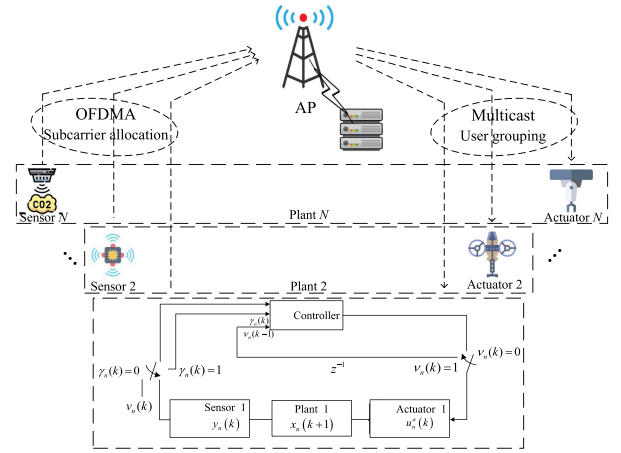 AP
OFDMA
Subcarrier allocation
Multicast
User grouping
CO2
Sensor N
Plant N
Actuator N
Sensor 2
Plant 2
Actuator 2
Controller
γₙ(k)
νₙ(k−1)
γₙ(k)=0
γₙ(k)=1
z⁻¹
νₙ(k)=1
νₙ(k)=0
νₙ(k)
Sensor 1
yₙ(k)
Plant 1
xₙ(k+1)
Actuator 1
uₙᵃ(k)